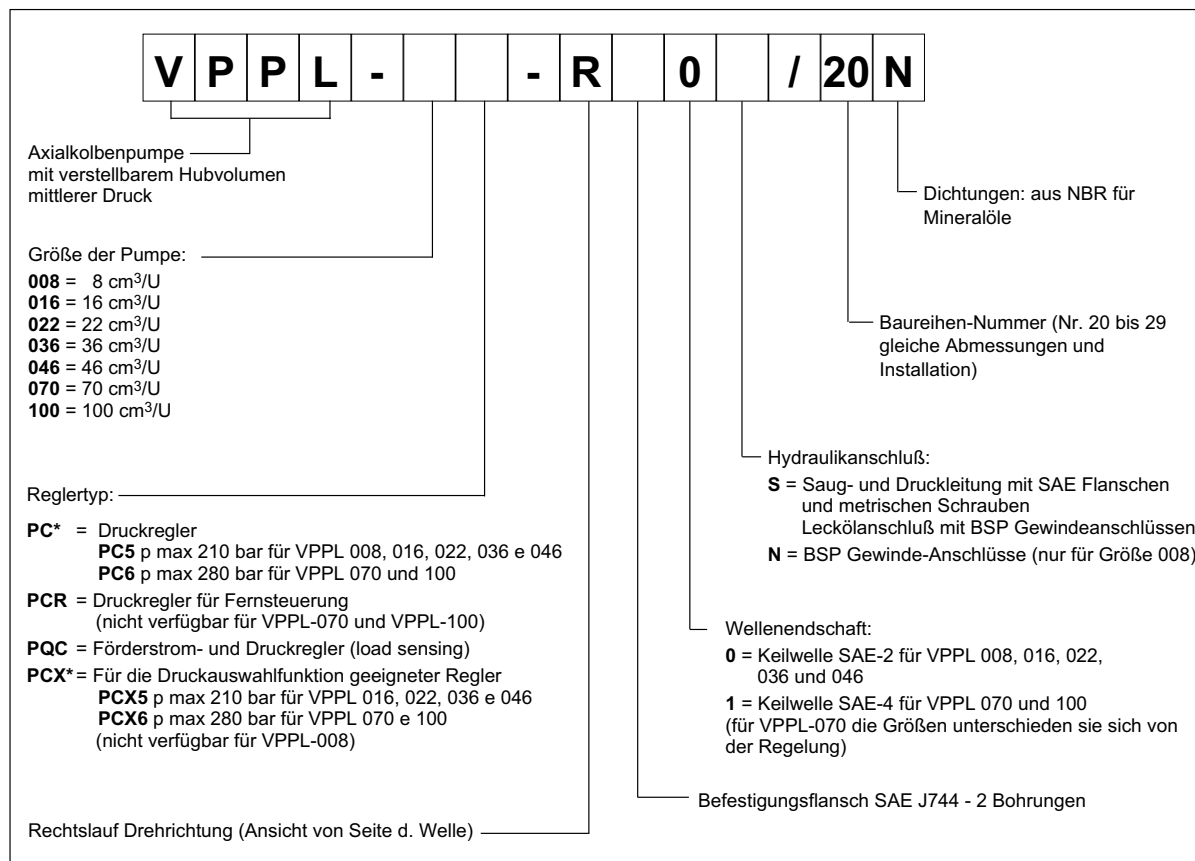 VPPL- - R 0 / 20 N
Axialkolbenpumpe
mit verstellbarem Hubvolumen
mittlerer Druck
Größe der Pumpe:
008 = 8 cm³/U
016 = 16 cm³/U
022 = 22 cm³/U
036 = 36 cm³/U
046 = 46 cm³/U
070 = 70 cm³/U
100 = 100 cm³/U
Reglertyp:
PC* = Druckregler
PC5 p max 210 bar für VPPL 008, 016, 022, 036 e 046
PC6 p max 280 bar für VPPL 070 und 100
PCR = Druckregler für Fernsteuerung
(nicht verfügbar für VPPL-070 und VPPL-100)
PQC = Förderstrom- und Druckregler (load sensing)
PCX* = Für die Druckauswahlfunktion geeigneter Regler
PCX5 p max 210 bar für VPPL 016, 022, 036 e 046
PCX6 p max 280 bar für VPPL 070 e 100
(nicht verfügbar für VPPL-008)
Rechtslauf Drehrichtung (Ansicht von Seite d. Welle)
Dichtungen: aus NBR für
Mineralöle
Baureihen-Nummer (Nr. 20 bis 29
gleiche Abmessungen und
Installation)
Hydraulikanschluß:
S = Saug- und Druckleitung mit SAE Flanschen
und metrischen Schrauben
Leckölanschluß mit BSP Gewindeanschlüssen
N = BSP Gewinde-Anschlüsse (nur für Größe 008)
Wellenendschaft:
0 = Keilwelle SAE-2 für VPPL 008, 016, 022,
036 und 046
1 = Keilwelle SAE-4 für VPPL 070 und 100
(für VPPL-070 die Größen unterschieden sie sich von
der Regelung)
Befestigungsflansch SAE J744 - 2 Bohrungen